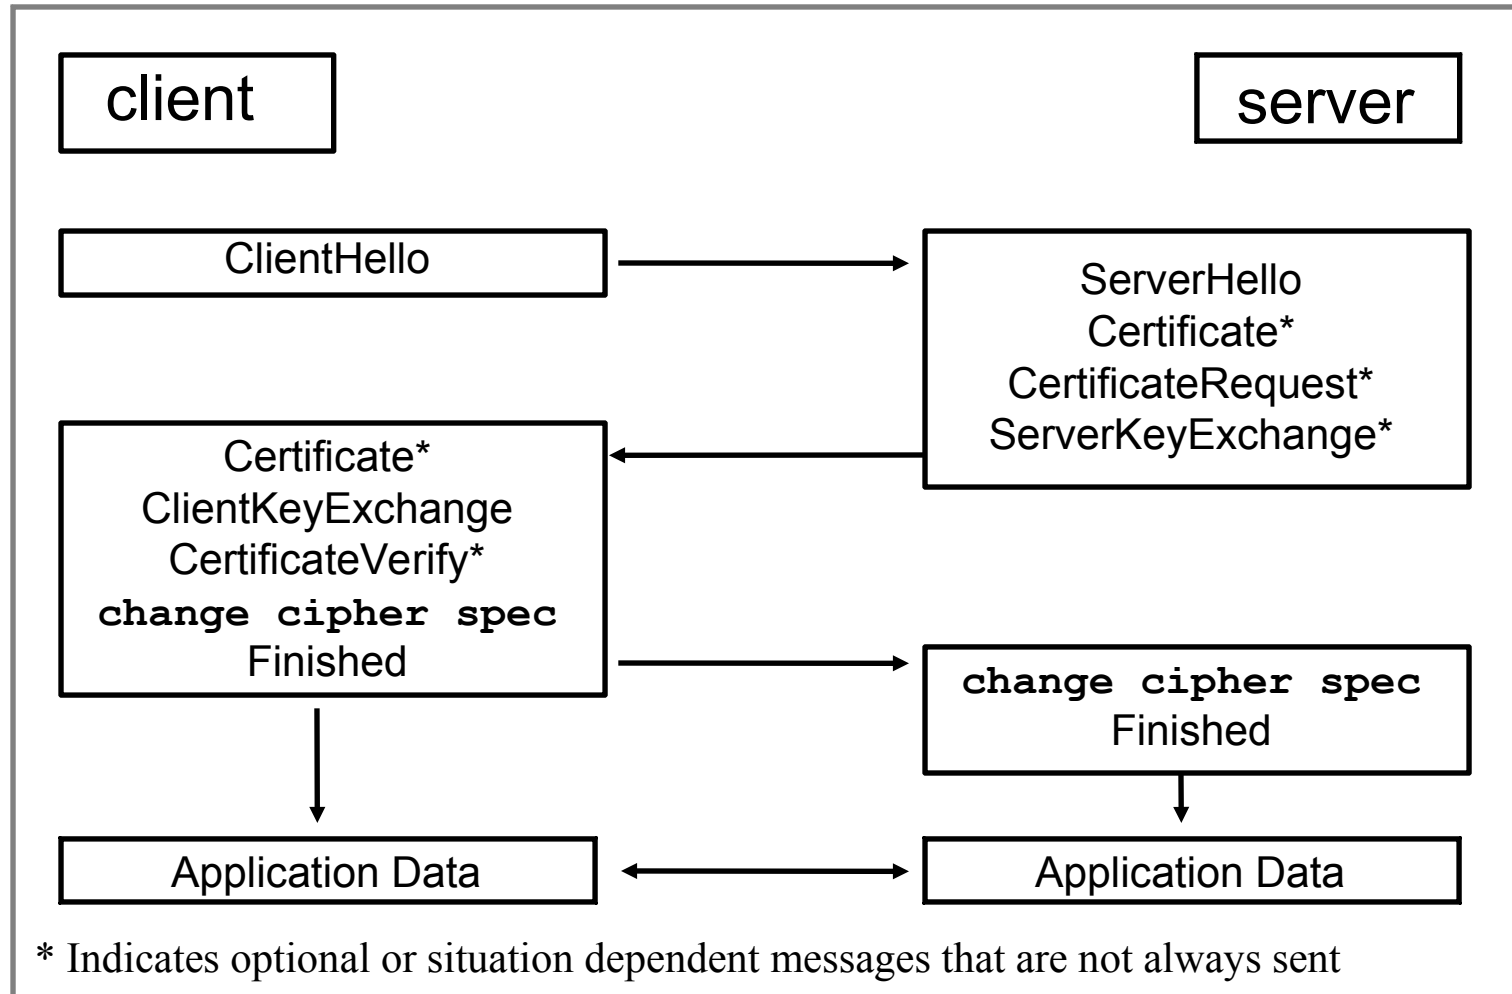 client
server
ClientHello
ServerHello
Certificate*
CertificateRequest*
ServerKeyExchange*
Certificate*
ClientKeyExchange
CertificateVerify*
change cipher spec
Finished
change cipher spec
Finished
Application Data
Application Data
* Indicates optional or situation dependent messages that are not always sent